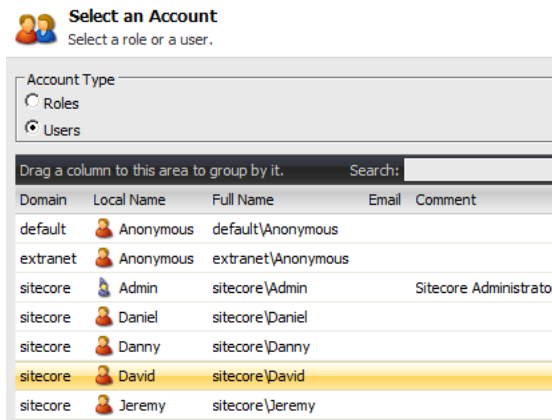 Select an Account
Select a role or a user.
Account Type
Roles
Users
Drag a column to this area to group by it. Search:
Domain Local Name Full Name Email Comment
default Anonymous default\Anonymous
extranet Anonymous extranet\Anonymous
sitecore Admin sitecore\Admin Sitecore Administrato
sitecore Daniel sitecore\Daniel
sitecore Danny sitecore\Danny
sitecore David sitecore\David
sitecore Jeremy sitecore\Jeremy